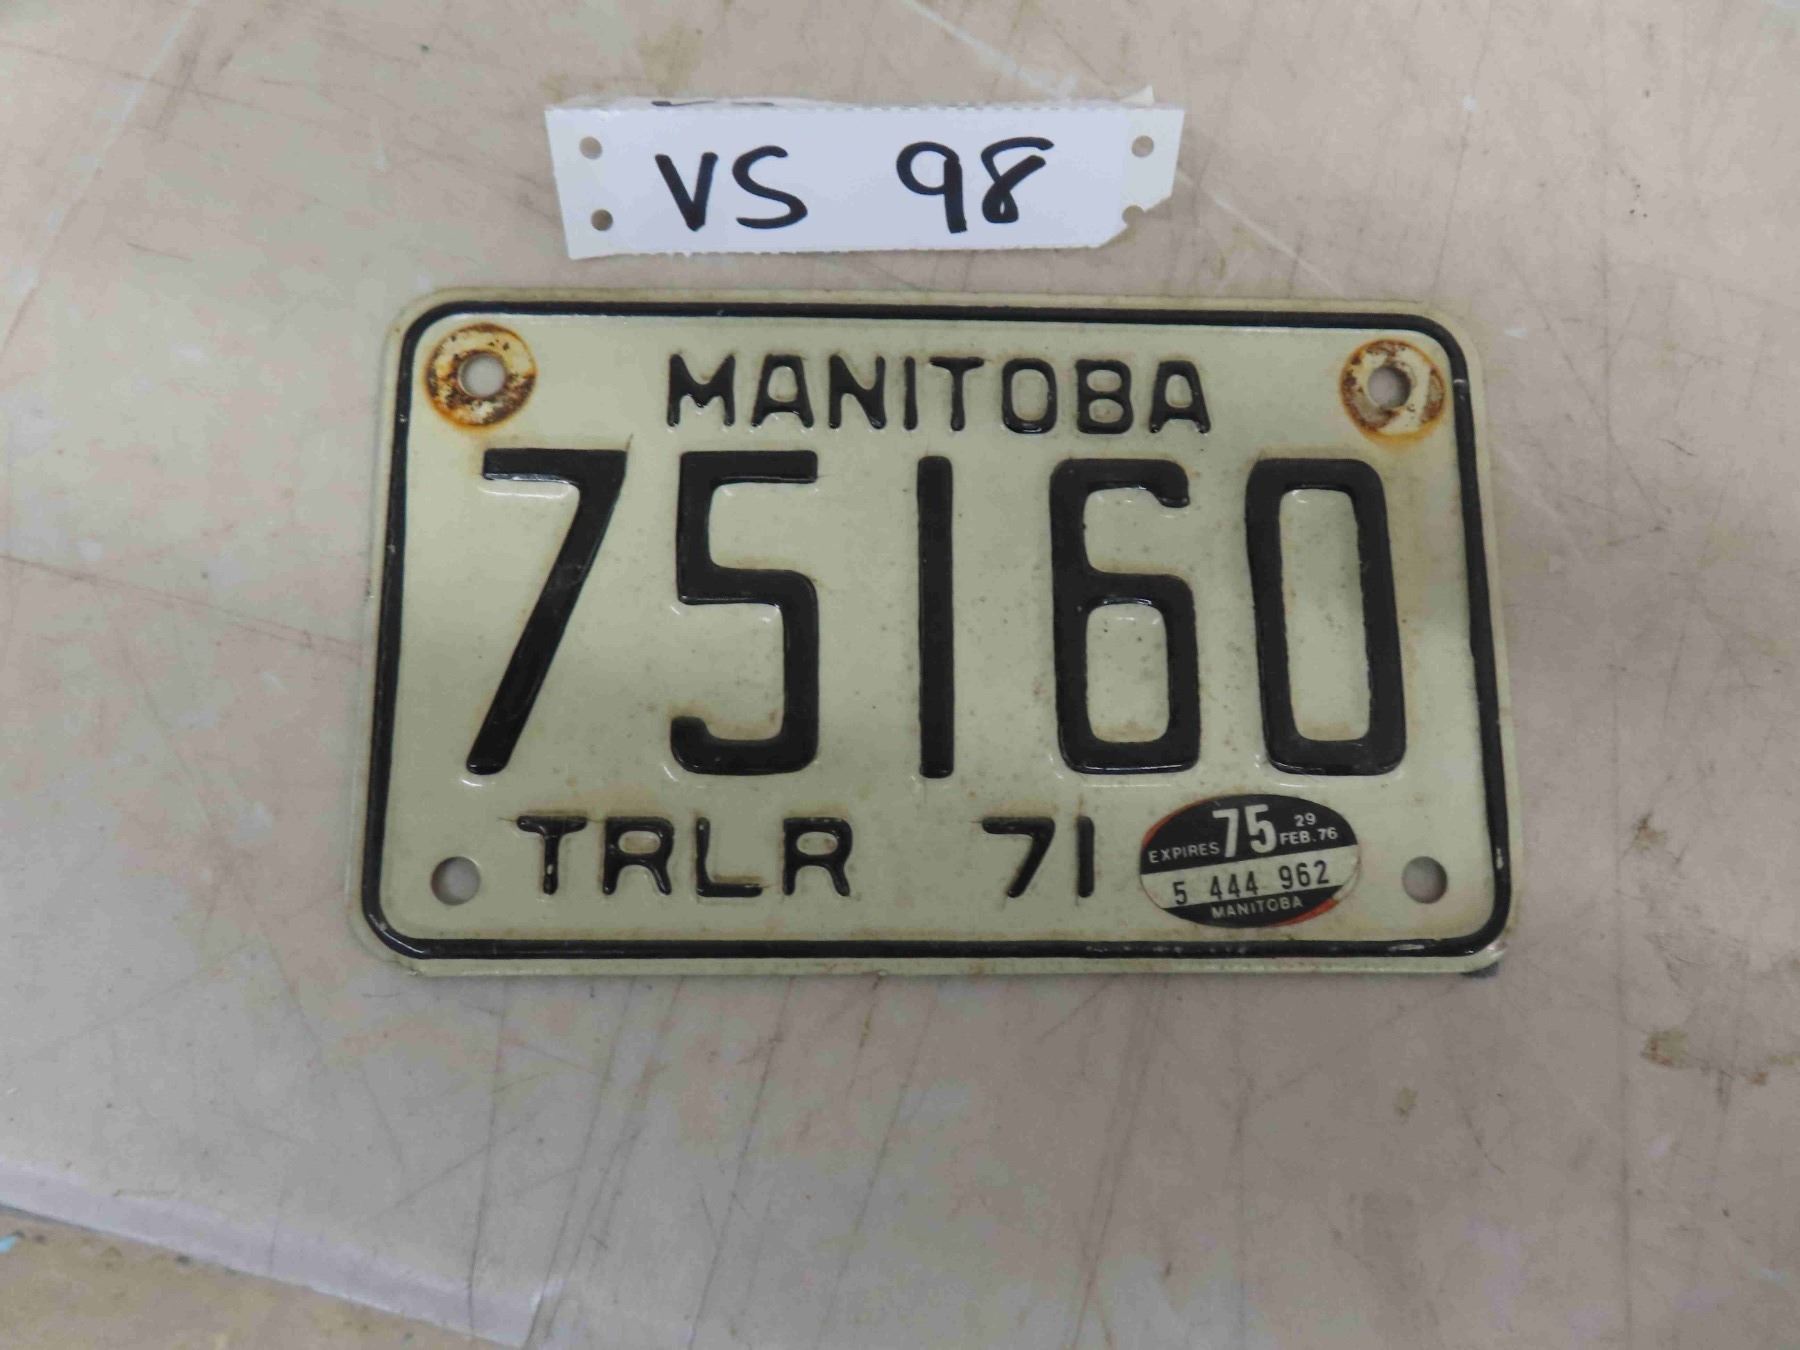 VS 98
MANITOBA
75160
TRLR 71
EXPIRES 75 29 FEB. 76
5 444 962
MANITOBA